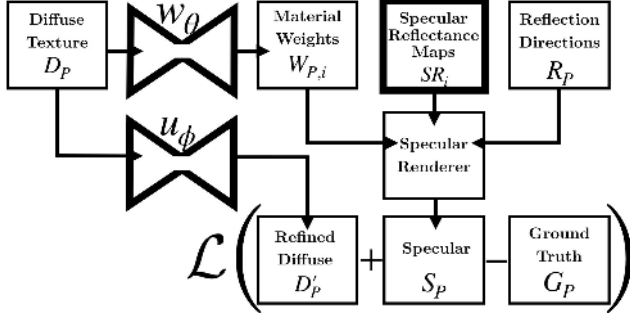 Diffuse
Texture
D_P
w_θ
Material
Weights
W_{P,i}
Specular
Reflectance
Maps
SR_i
Reflection
Directions
R_P
u_ϕ
Specular
Renderer
ℒ (
Refined
Diffuse
D'_P
+
Specular
S_P
−
Ground
Truth
G_P
)